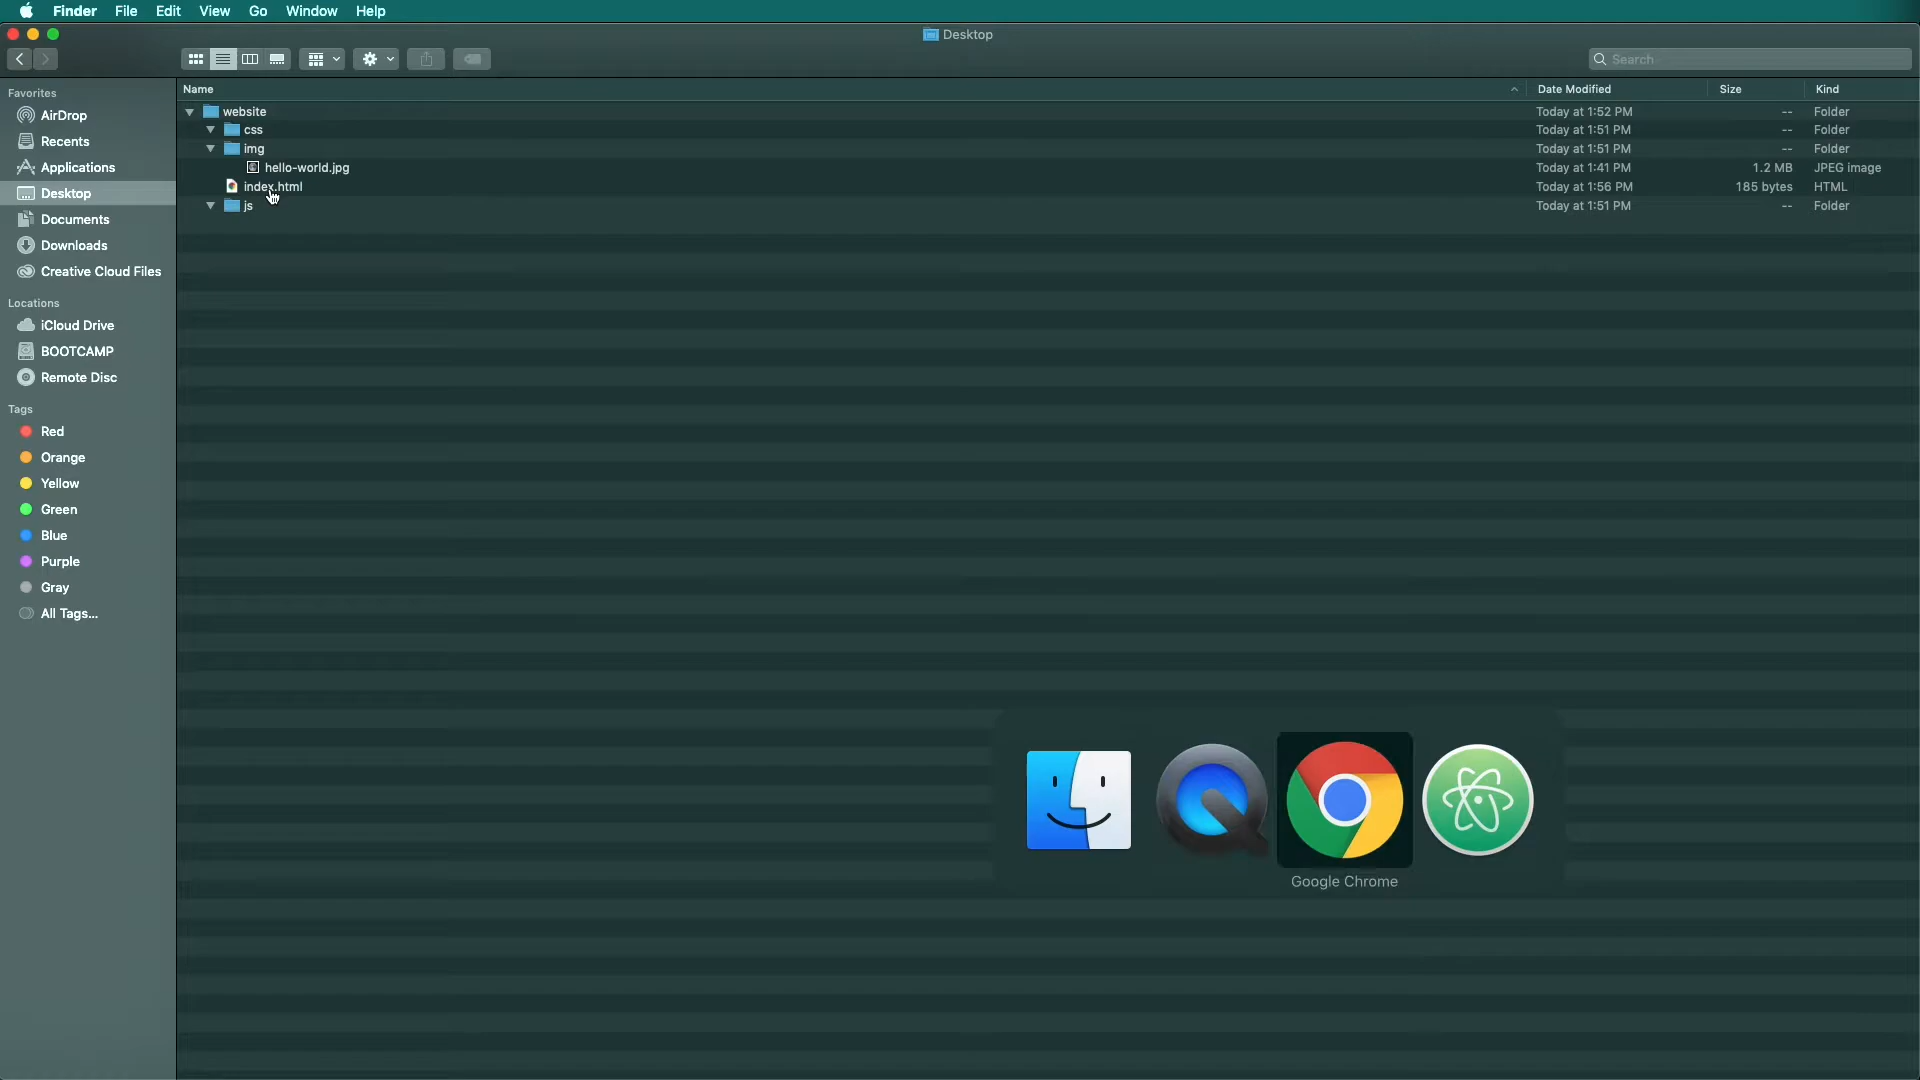 Finder File Edit View Go Window Help
Desktop
Search
Favorites
AirDrop
Recents
Applications
Desktop
Documents
Downloads
Creative Cloud Files
Locations
iCloud Drive
BOOTCAMP
Remote Disc
Tags
Red
Orange
Yellow
Green
Blue
Purple
Gray
All Tags...
Name Date Modified Size Kind
website Today at 1:52 PM -- Folder
css Today at 1:51 PM -- Folder
img Today at 1:51 PM -- Folder
hello-world.jpg Today at 1:41 PM 1.2 MB JPEG image
index.html Today at 1:56 PM 185 bytes HTML
js Today at 1:51 PM -- Folder
Google Chrome